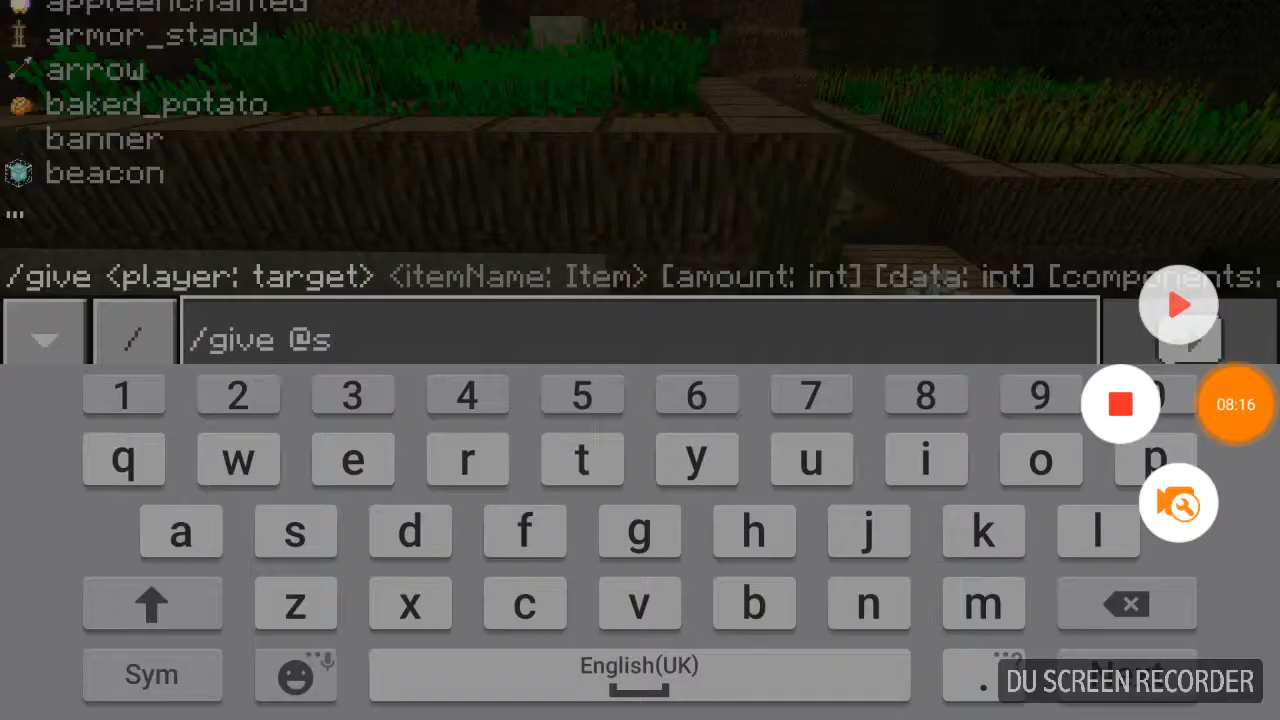 appleenchanted
armor_stand
arrow
baked_potato
banner
beacon
...
/give <player: target> <itemName: Item> [amount: int] [data: int] [components:
/
/give @s
1 2 3 4 5 6 7 8 9 0
08:16
q w e r t y u i o p
a s d f g h j k l
z x c v b n m
Sym
English(UK)
.
DU SCREEN RECORDER